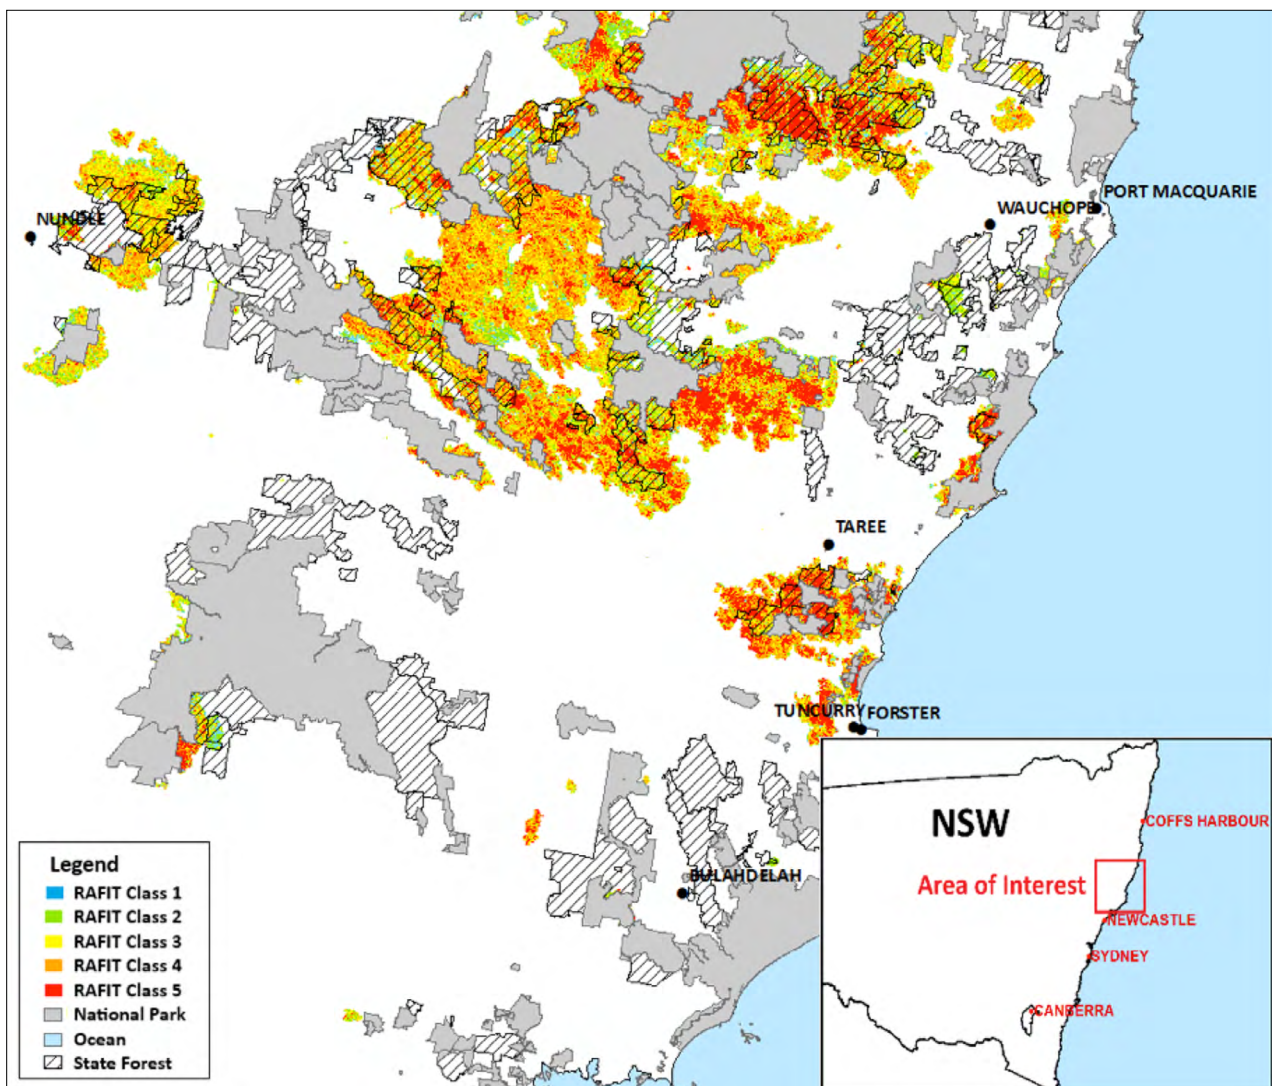 PORT MACQUARIE
WAUCHOPE
NUNDLE
TAREE
TUNCURRY
FORSTER
BULAHDELAH
Legend
RAFIT Class 1
RAFIT Class 2
RAFIT Class 3
RAFIT Class 4
RAFIT Class 5
National Park
Ocean
State Forest
NSW
COFFS HARBOUR
Area of Interest
NEWCASTLE
SYDNEY
CANBERRA